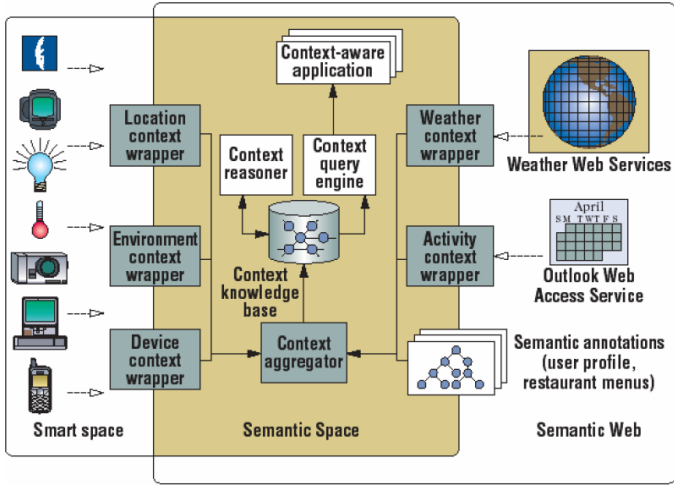 Context-aware
application
Location
context
wrapper
Context
reasoner
Context
query
engine
Weather
context
wrapper
Weather Web Services
Environment
context
wrapper
Context
knowledge
base
Activity
context
wrapper
April
S M T W T F S
Outlook Web
Access Service
Device
context
wrapper
Context
aggregator
Semantic annotations
(user profile,
restaurant menus)
Smart space
Semantic Space
Semantic Web